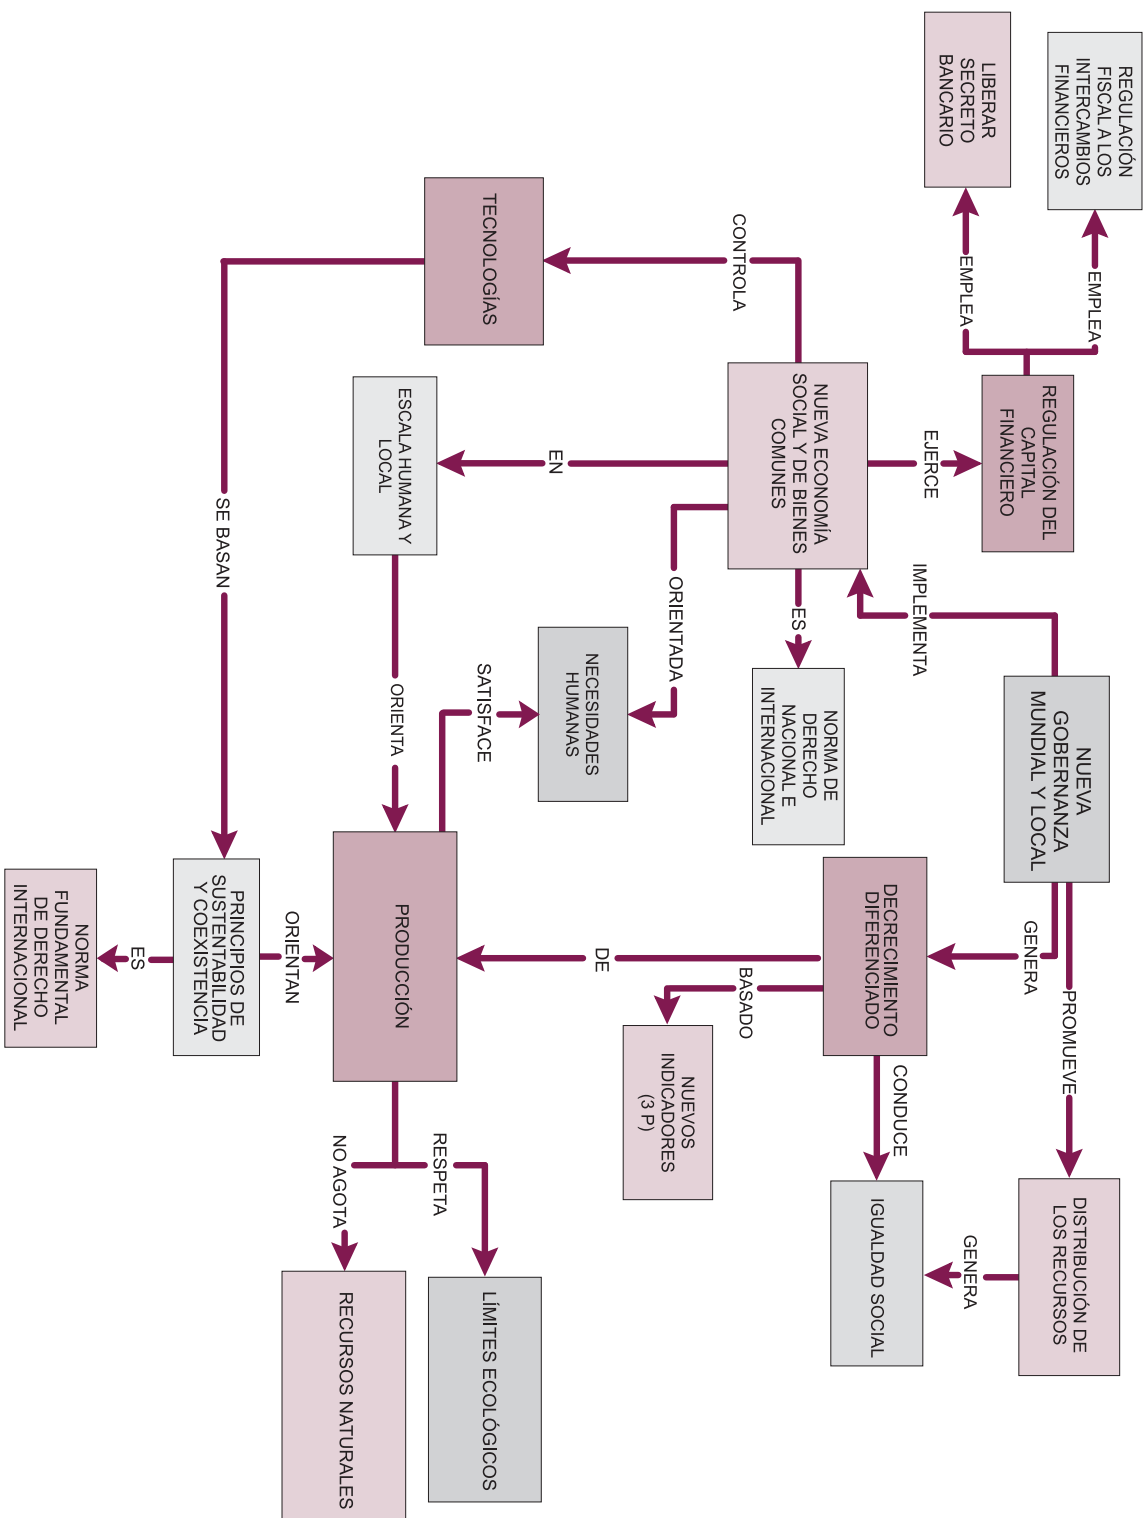 NUEVA
GOBERNANZA
MUNDIAL Y LOCAL
IMPLEMENTA
GENERA
PROMUEVE
REGULACIÓN
FISCAL A LOS
INTERCAMBIOS
FINANCIEROS
EMPLEA
LIBERAR
SECRETO
BANCARIO
EMPLEA
REGULACIÓN DEL
CAPITAL
FINANCIERO
EJERCE
DISTRIBUCIÓN DE
LOS RECURSOS
GENERA
IGUALDAD SOCIAL
CONDUCE
DECRECIMIENTO
DIFERENCIADO
BASADO
NUEVOS
INDICADORES
(3 P)
DE
NUEVA ECONOMÍA
SOCIAL Y DE BIENES
COMUNES
CONTROLA
EN
ORIENTADA
ES
NORMA DE
DERECHO
NACIONAL E
INTERNACIONAL
NECESIDADES
HUMANAS
SATISFACE
TECNOLOGÍAS
SE BASAN
ESCALA HUMANA Y
LOCAL
ORIENTA
PRODUCCIÓN
RESPETA
NO AGOTA
LÍMITES ECOLÓGICOS
RECURSOS NATURALES
ORIENTAN
PRINCIPIOS DE
SUSTENTABILIDAD
Y COEXISTENCIA
ES
NORMA
FUNDAMENTAL
DE DERECHO
INTERNACIONAL